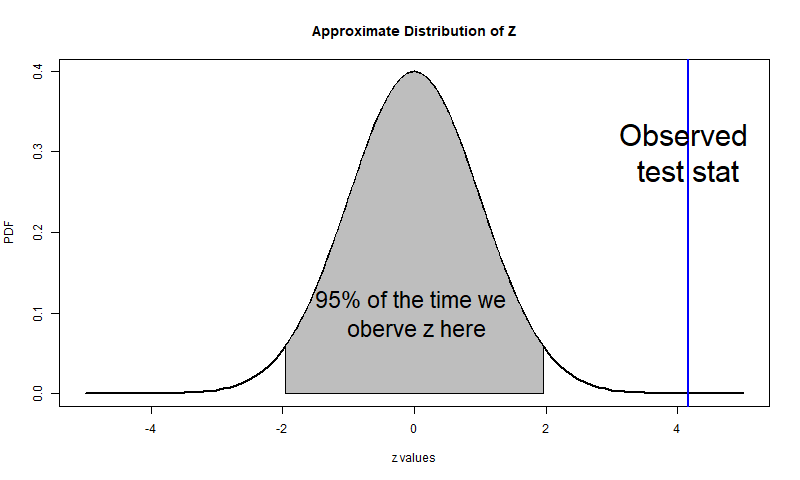 Approximate Distribution of Z
Observed
test stat
95% of the time we
oberve z here
0.4
0.3
0.2
0.1
0.0
PDF
-4
-2
0
2
4
z values